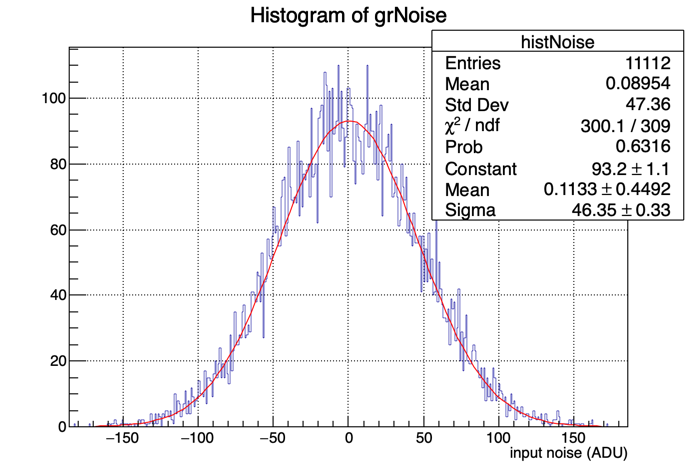 Histogram of grNoise
histNoise
Entries 11112
Mean 0.08954
Std Dev 47.36
χ² / ndf 300.1 / 309
Prob 0.6316
Constant 93.2 ± 1.1
Mean 0.1133 ± 0.4492
Sigma 46.35 ± 0.33
100
80
60
40
20
0
−150 −100 −50 0 50 100 150
input noise (ADU)